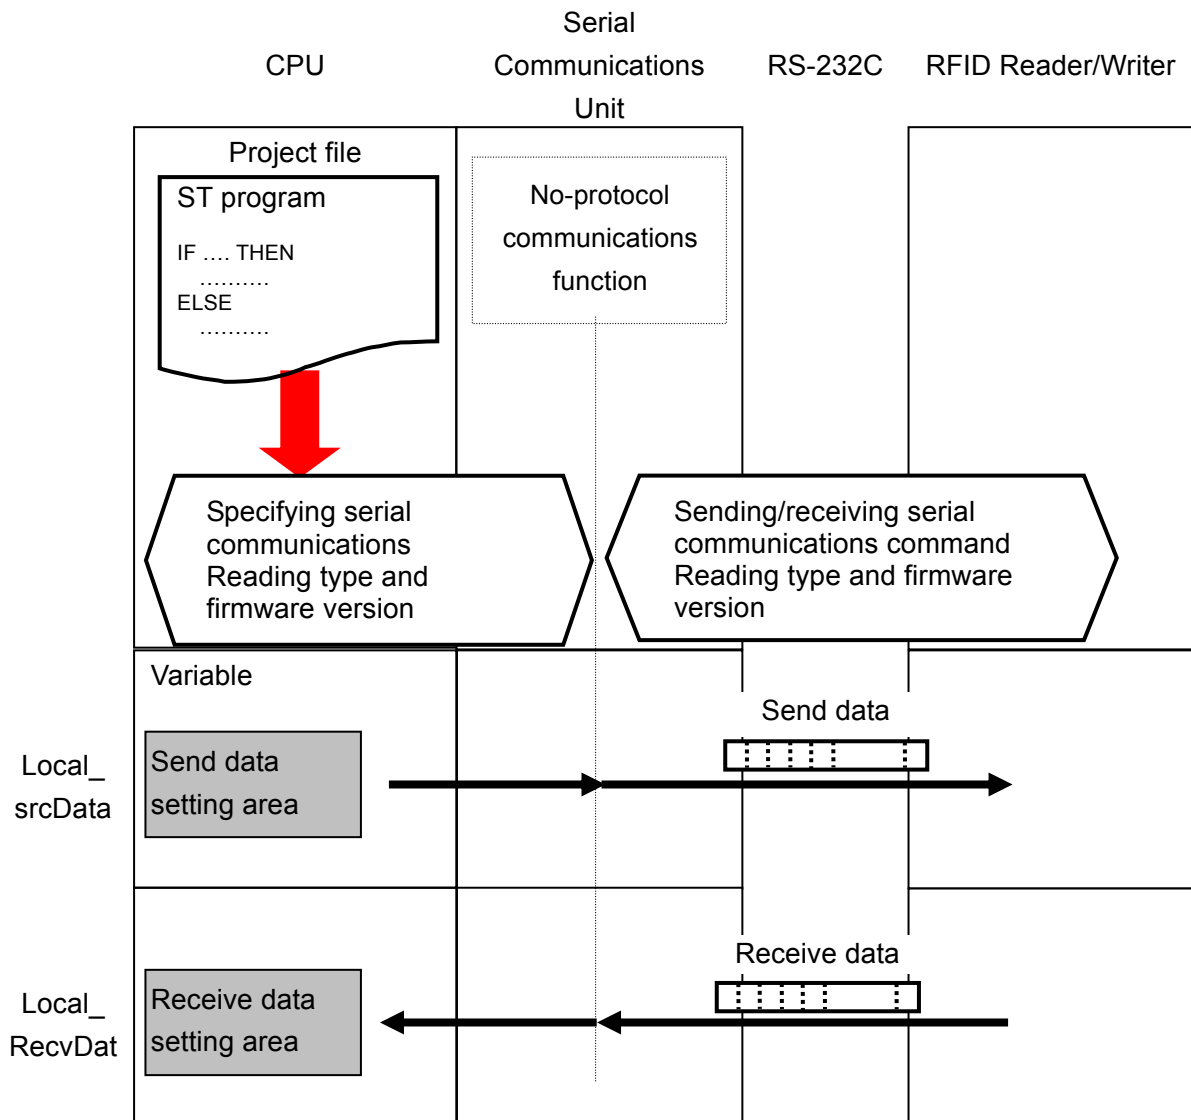 Serial
CPU
Communications
RS-232C
RFID Reader/Writer
Unit
Project file
ST program
IF .... THEN
..........
ELSE
..........
No-protocol
communications
function
Specifying serial
communications
Reading type and
firmware version
Sending/receiving serial
communications command
Reading type and firmware
version
Variable
Send data
Local_
srcData
Send data
setting area
Receive data
Local_
RecvDat
Receive data
setting area